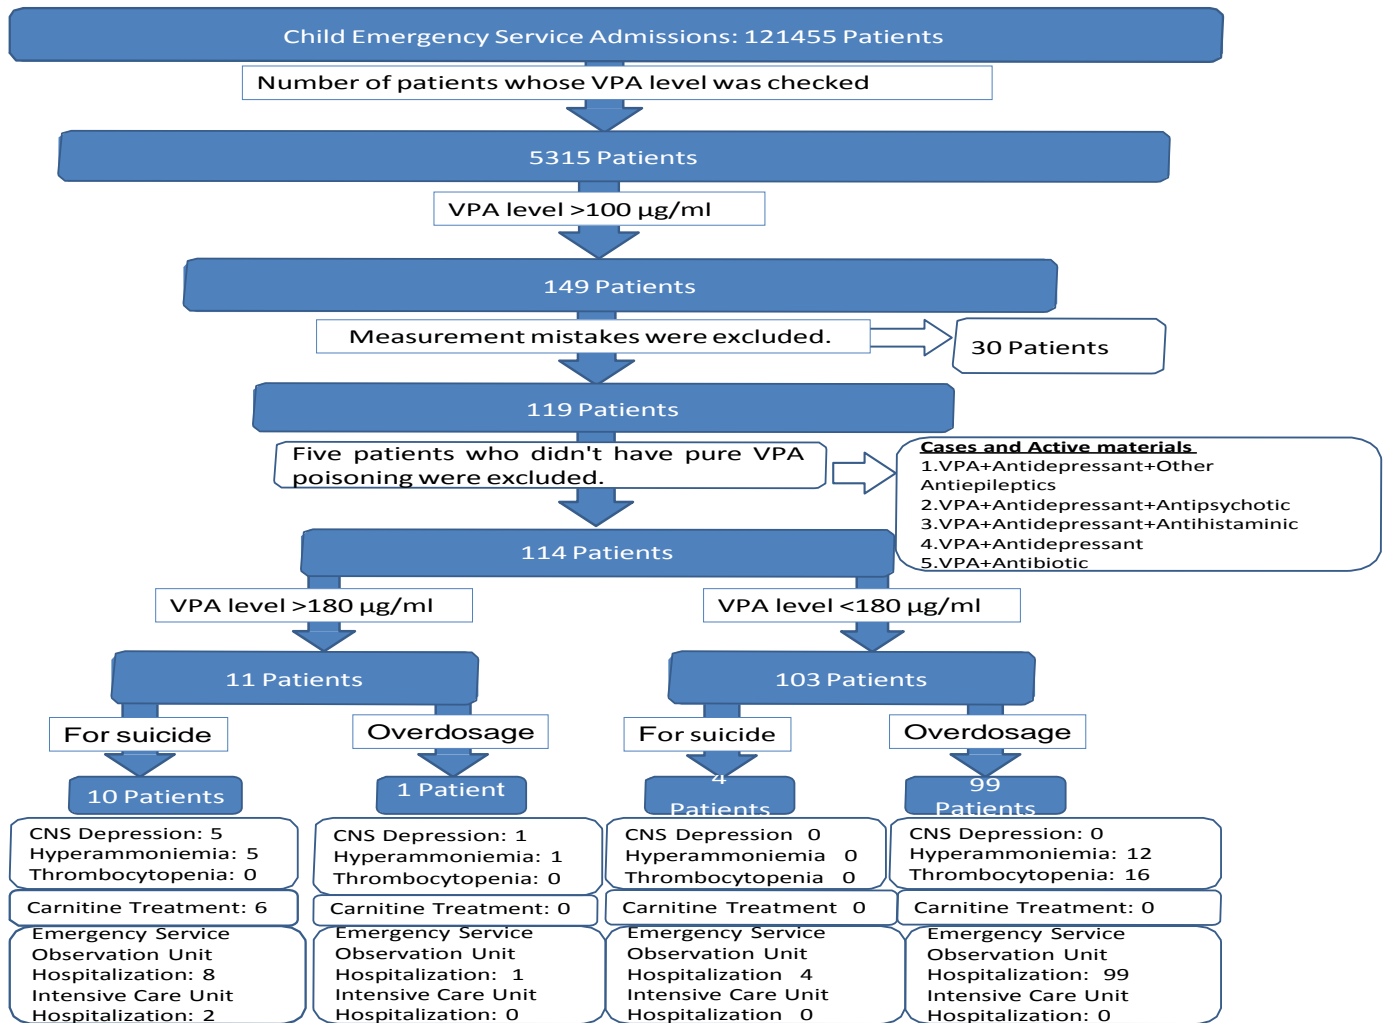 Child Emergency Service Admissions: 121455 Patients
Number of patients whose VPA level was checked
5315 Patients
VPA level >100 µg/ml
149 Patients
Measurement mistakes were excluded.
30 Patients
119 Patients
Five patients who didn't have pure VPA
poisoning were excluded.
Cases and Active materials
1.VPA+Antidepressant+Other
Antiepileptics
2.VPA+Antidepressant+Antipsychotic
3.VPA+Antidepressant+Antihistaminic
4.VPA+Antidepressant
5.VPA+Antibiotic
114 Patients
VPA level >180 µg/ml
VPA level <180 µg/ml
11 Patients
103 Patients
For suicide
Overdosage
For suicide
Overdosage
10 Patients
1 Patient
4
Patients
99
Patients
CNS Depression: 5
Hyperammoniemia: 5
Thrombocytopenia: 0
CNS Depression: 1
Hyperammoniemia: 1
Thrombocytopenia: 0
CNS Depression 0
Hyperammoniemia 0
Thrombocytopenia 0
CNS Depression: 0
Hyperammoniemia: 12
Thrombocytopenia: 16
Carnitine Treatment: 6
Carnitine Treatment: 0
Carnitine Treatment 0
Carnitine Treatment: 0
Emergency Service
Observation Unit
Hospitalization: 8
Intensive Care Unit
Hospitalization: 2
Emergency Service
Observation Unit
Hospitalization: 1
Intensive Care Unit
Hospitalization: 0
Emergency Service
Observation Unit
Hospitalization 4
Intensive Care Unit
Hospitalization 0
Emergency Service
Observation Unit
Hospitalization: 99
Intensive Care Unit
Hospitalization: 0